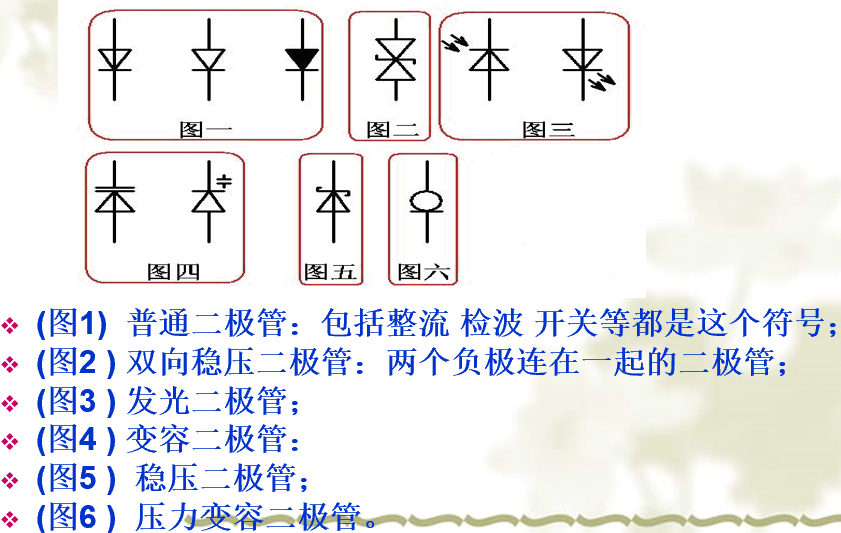 图一
图二
图三
图四
图五
图六
(图1) 普通二极管：包括整流 检波 开关等都是这个符号；
(图2 ) 双向稳压二极管：两个负极连在一起的二极管；
(图3 ) 发光二极管；
(图4 ) 变容二极管：
(图5 ) 稳压二极管；
(图6 ) 压力变容二极管。